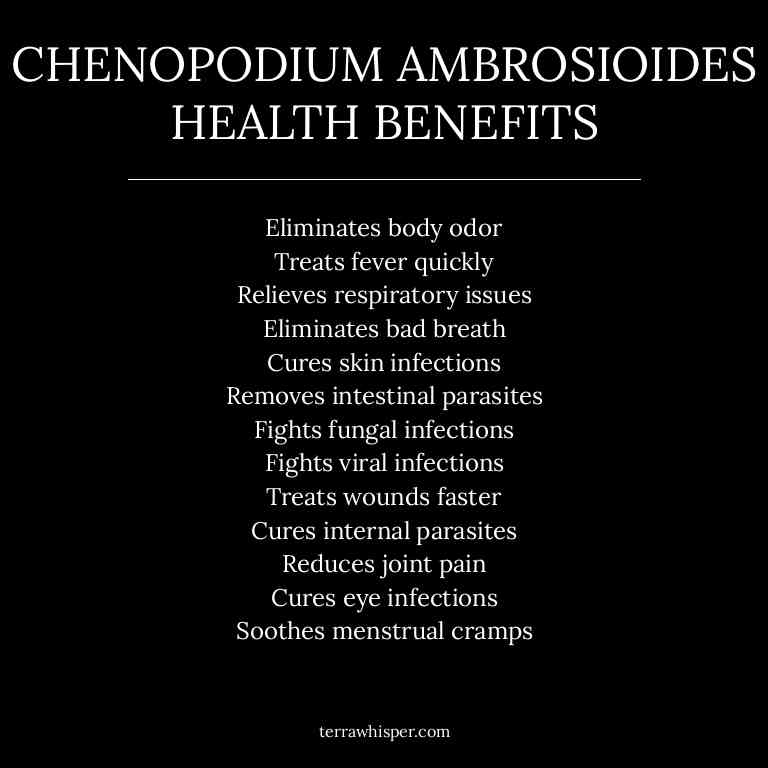 CHENOPODIUM AMBROSIOIDES
HEALTH BENEFITS
Eliminates body odor
Treats fever quickly
Relieves respiratory issues
Eliminates bad breath
Cures skin infections
Removes intestinal parasites
Fights fungal infections
Fights viral infections
Treats wounds faster
Cures internal parasites
Reduces joint pain
Cures eye infections
Soothes menstrual cramps
terrawhisper.com